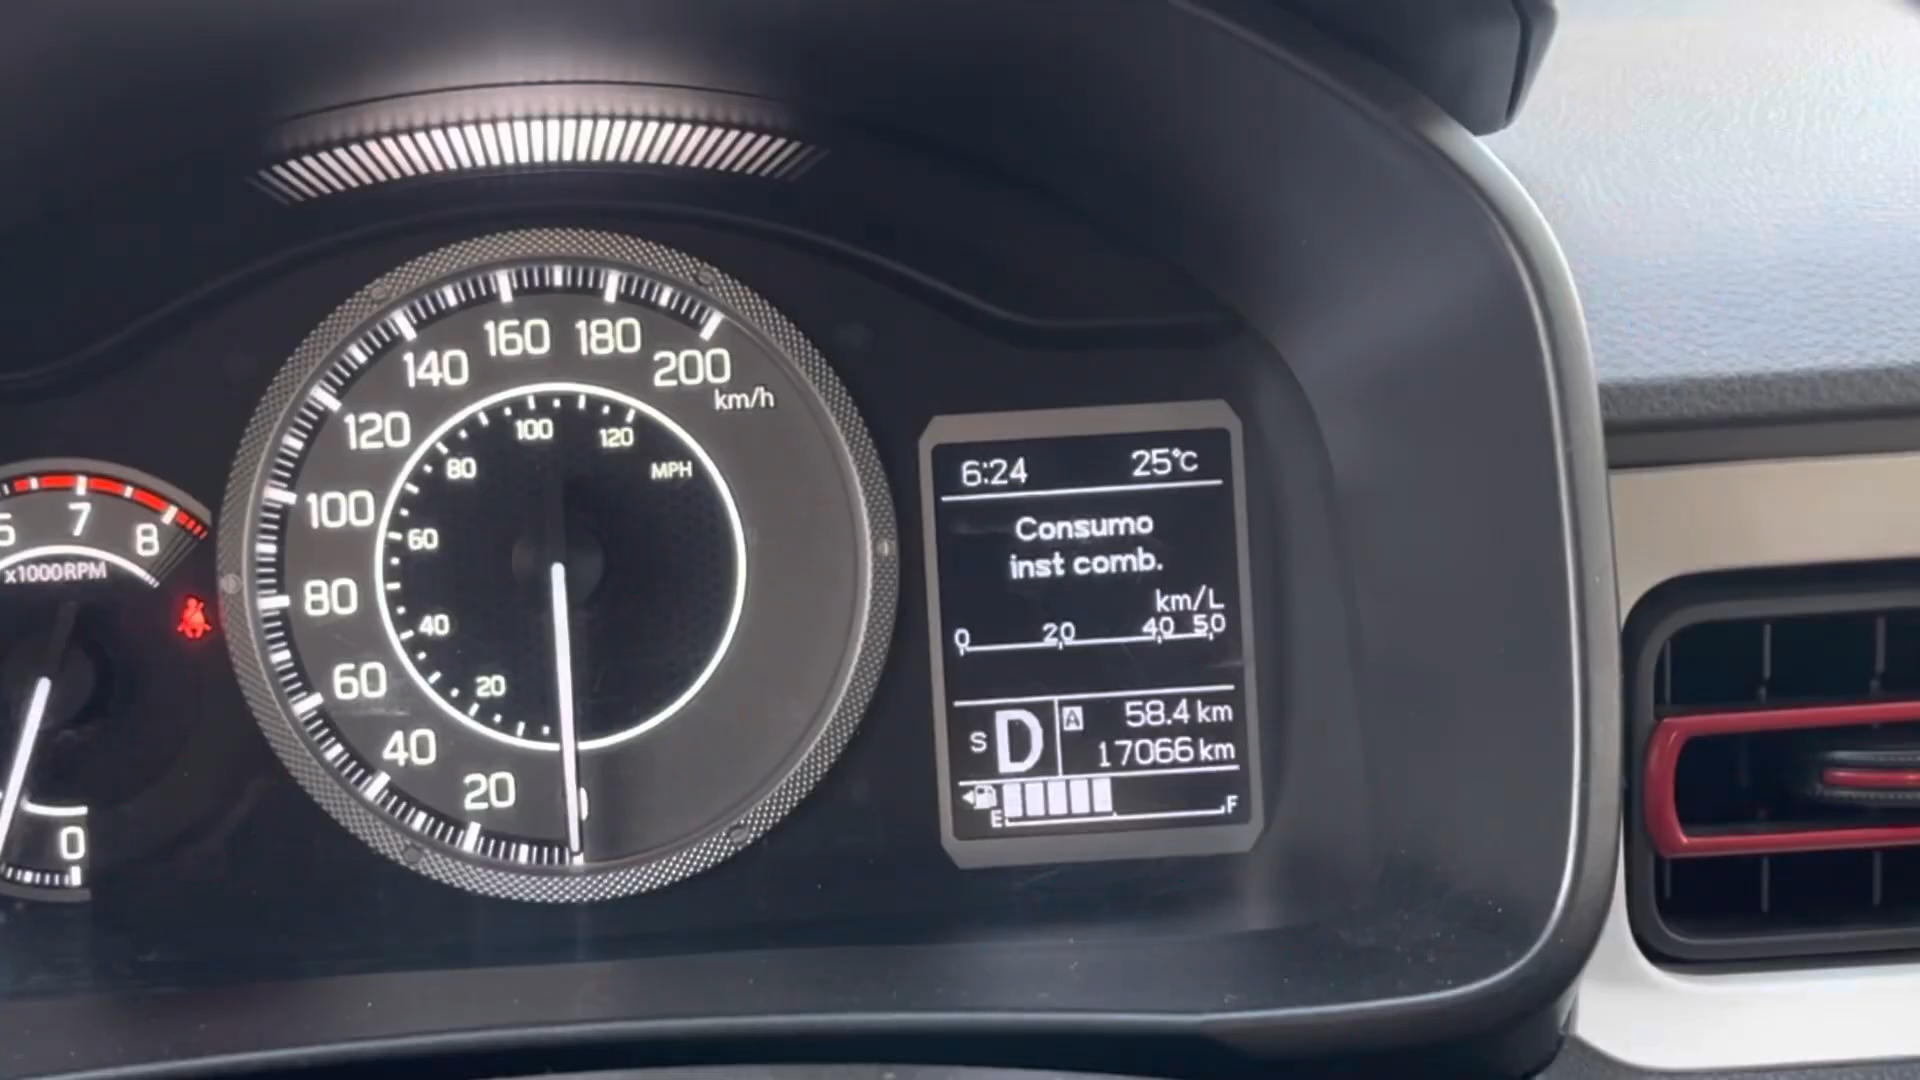 160 180
140 200
km/h
120
100 120
80 MPH
100
60
80
40
60
20
40
20
7
8
x1000RPM
0
6:24 25°C
Consumo
inst comb.
km/L
0 20 40 50
S D A 58.4 km
17066 km
E F